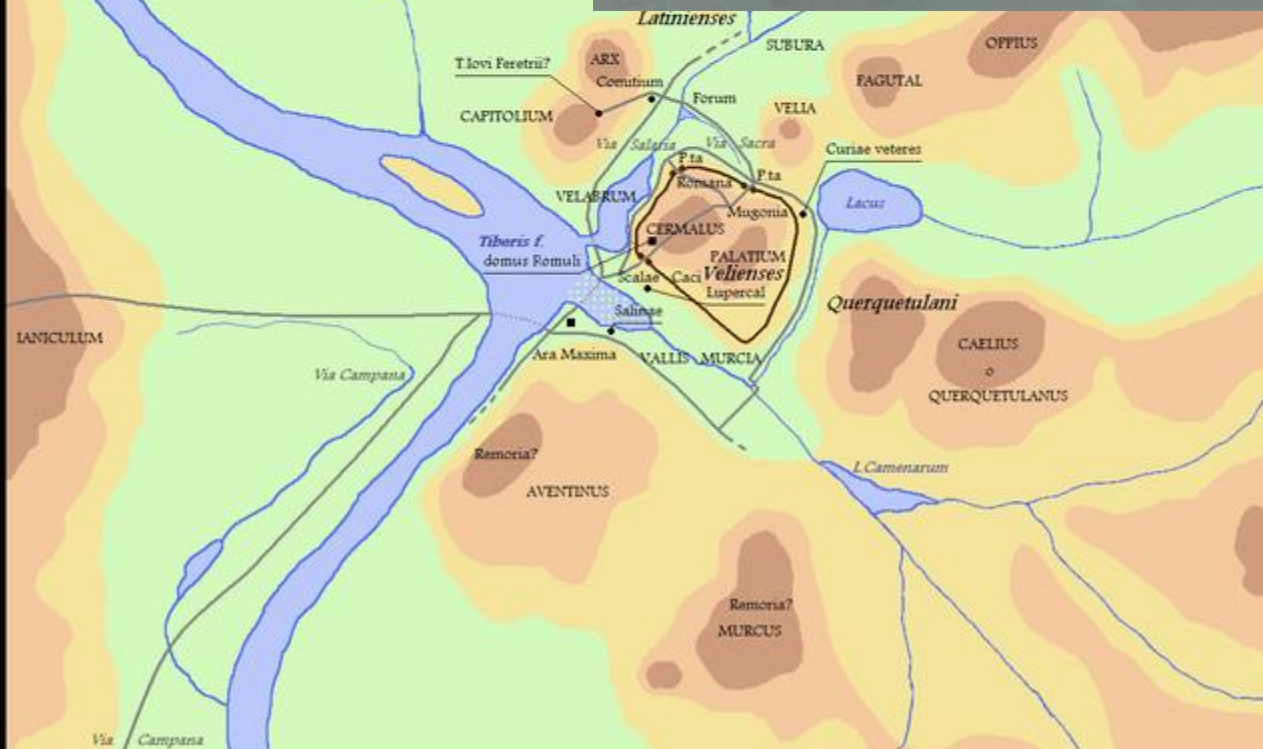 Latinienses
SUBURA
OPPIUS
T.Iovi Feretrii?
ARX
Comitium
FAGUTAL
CAPITOLIUM
Forum
VELIA
Via Salaria
Via Sacra
Curiae veteres
P.ta
Romana
P.ta
Mugonia
VELABRUM
Lacus
CERMALUS
Tiberis f.
domus Romuli
PALATIUM
Scalae Caci
Velienses
Lupercal
Querquetulani
Salinae
IANICULUM
Ara Maxima
VALLIS MURCIA
CAELIUS
o
QUERQUETULANUS
Via Campana
Remoria?
AVENTINUS
L.Camenarum
Remoria?
MURCUS
Via Campana